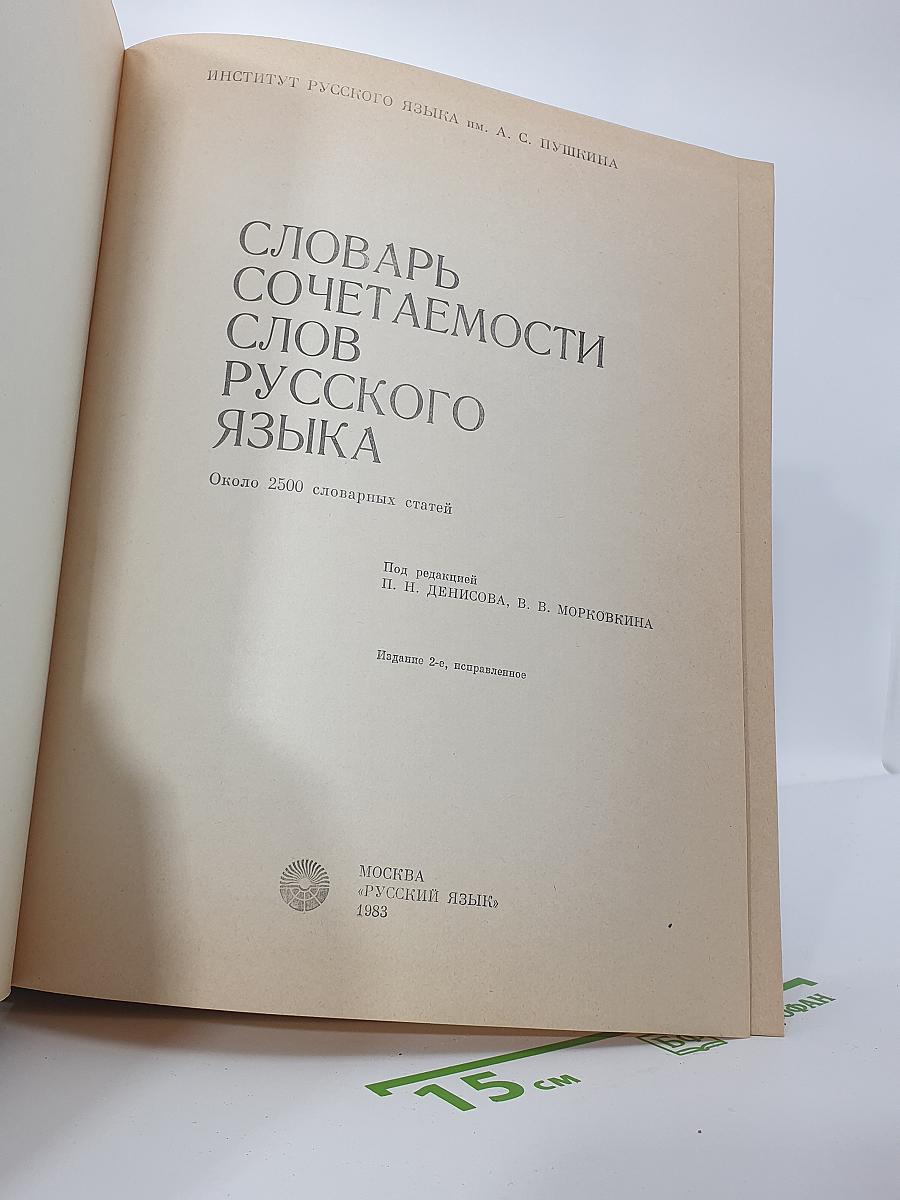 ИНСТИТУТ РУССКОГО ЯЗЫКА им. А. С. ПУШКИНА
СЛОВАРЬ
СОЧЕТАЕМОСТИ
СЛОВ
РУССКОГО
ЯЗЫКА
Около 2500 словарных статей
Под редакцией
П. Н. ДЕНИСОВА, В. В. МОРКОВКИНА
Издание 2-е, исправленное
МОСКВА
«РУССКИЙ ЯЗЫК»
1983
15 см